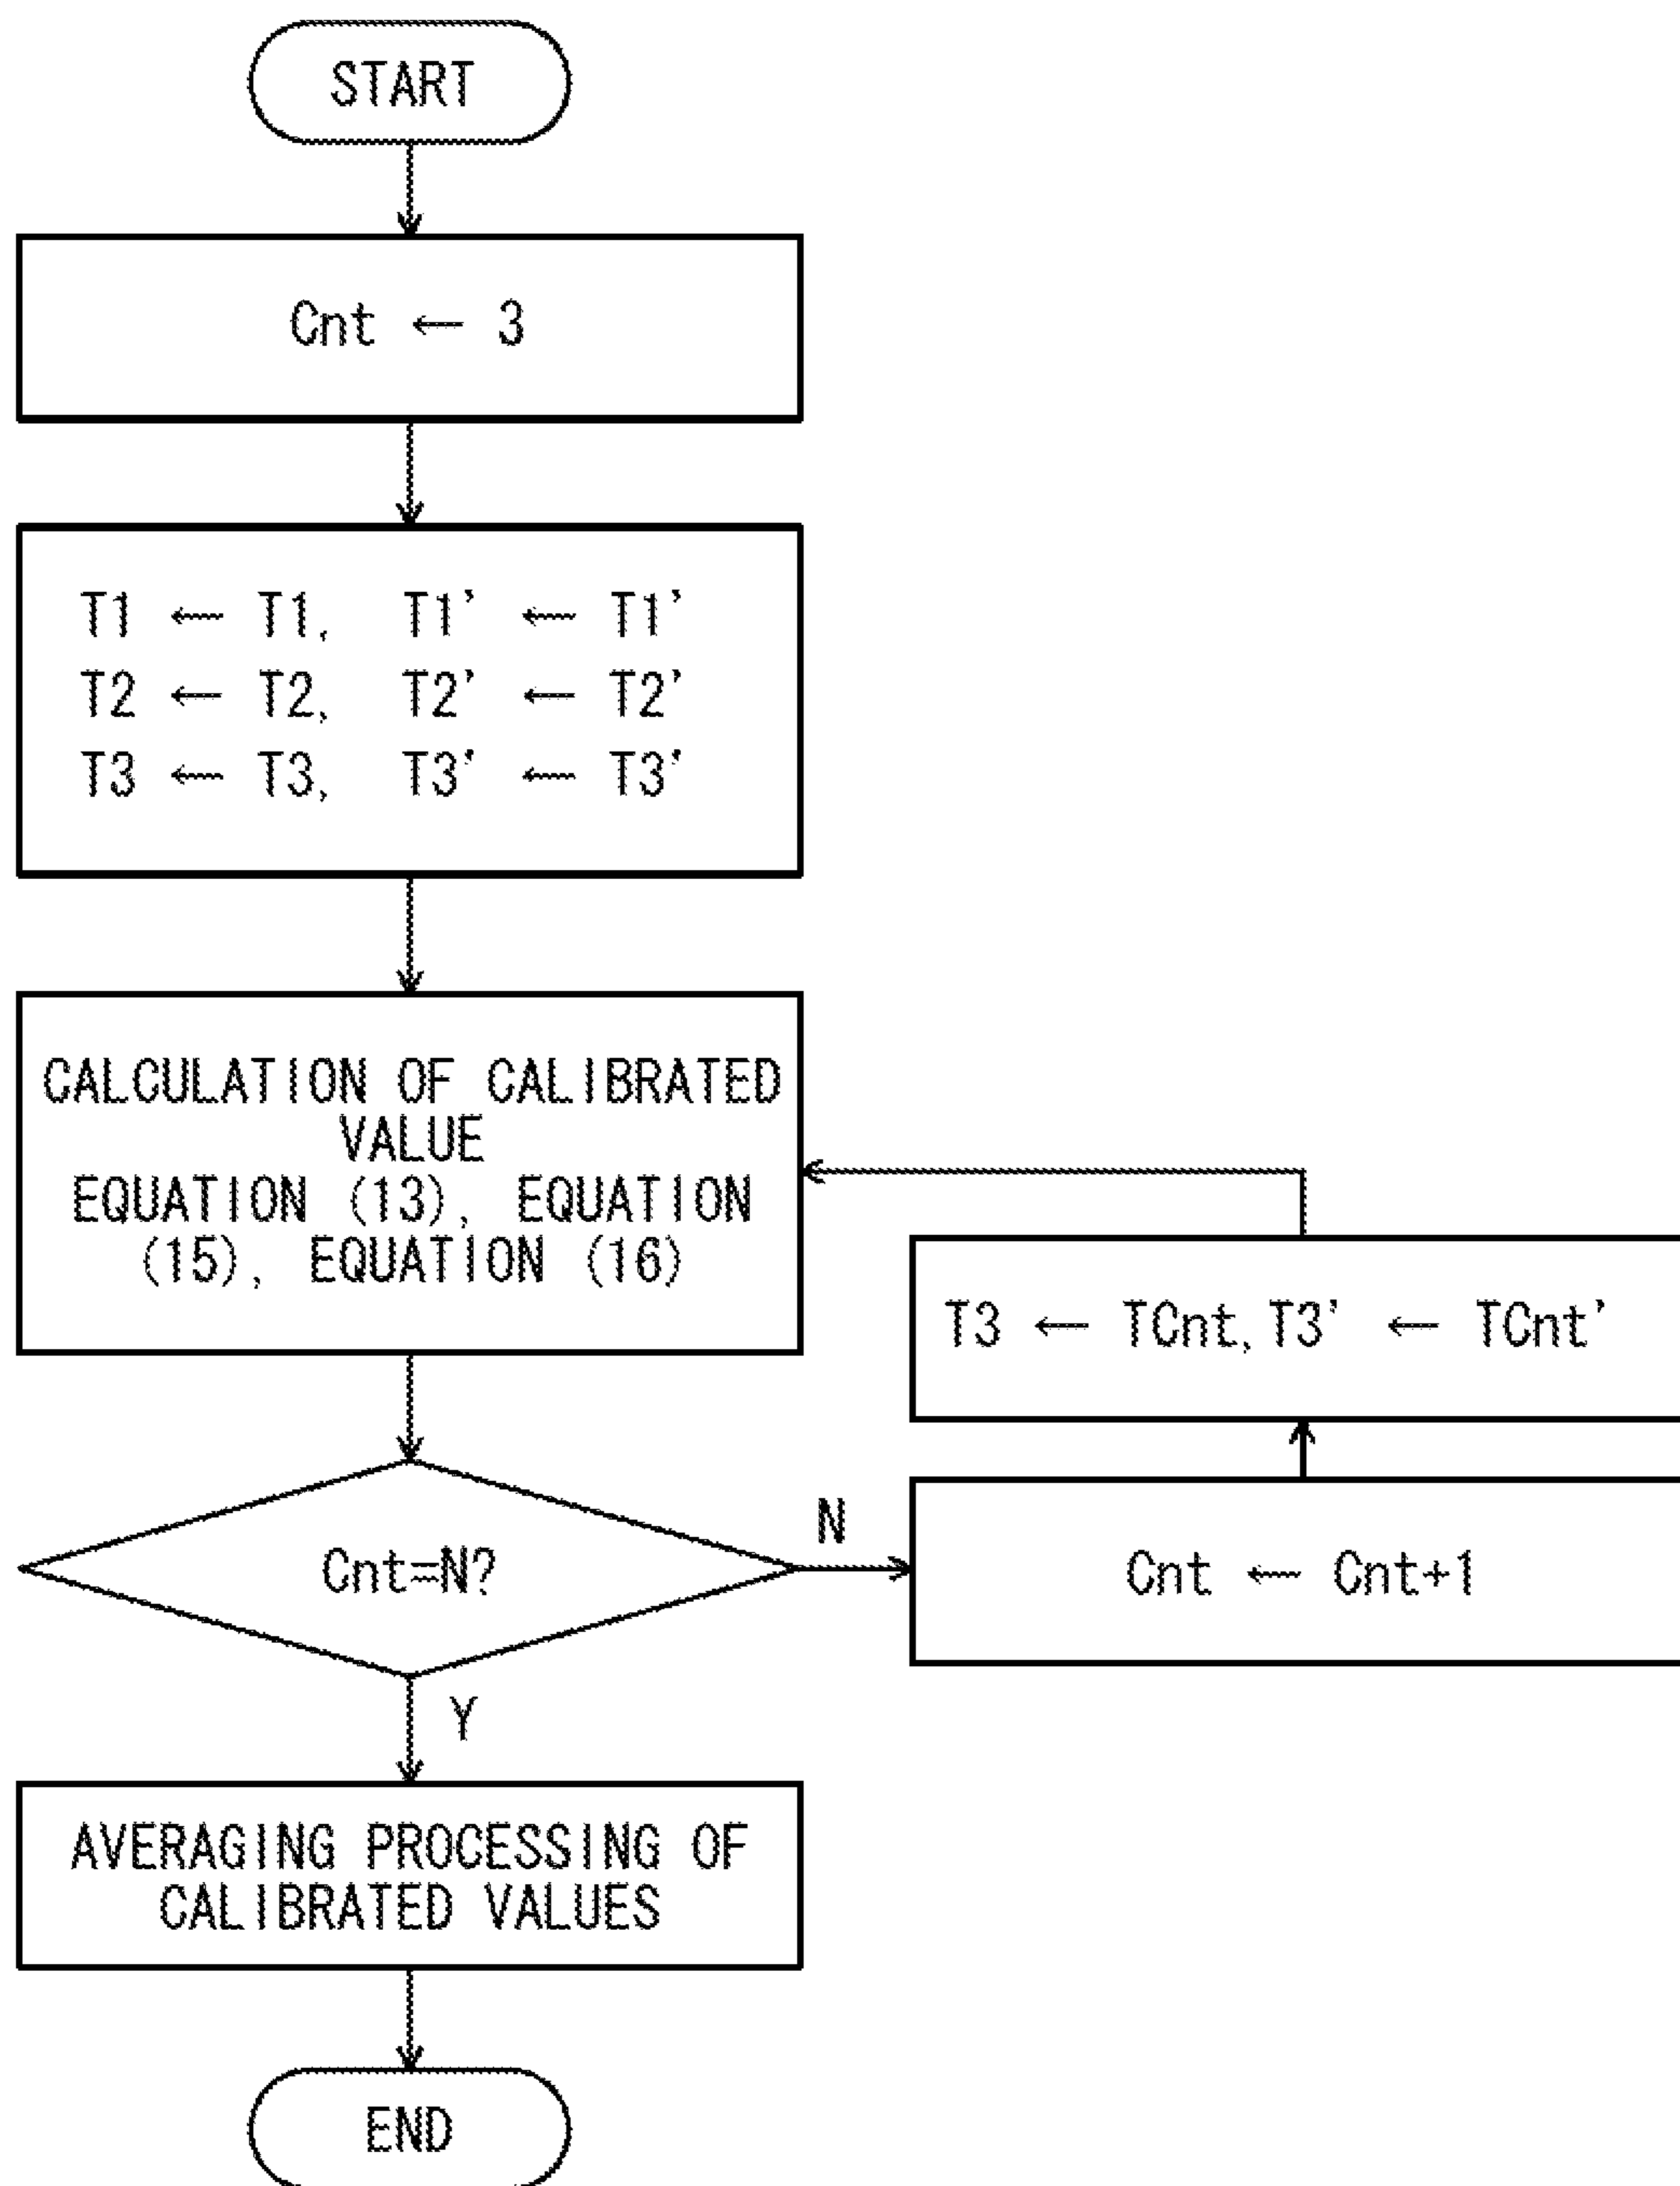 START
Cnt ← 3
T1 ← T1, T1' ← T1'
T2 ← T2, T2' ← T2'
T3 ← T3, T3' ← T3'
CALCULATION OF CALIBRATED
VALUE
EQUATION (13), EQUATION
(15), EQUATION (16)
T3 ← TCnt, T3' ← TCnt'
Cnt=N?
N
Cnt ← Cnt+1
Y
AVERAGING PROCESSING OF
CALIBRATED VALUES
END